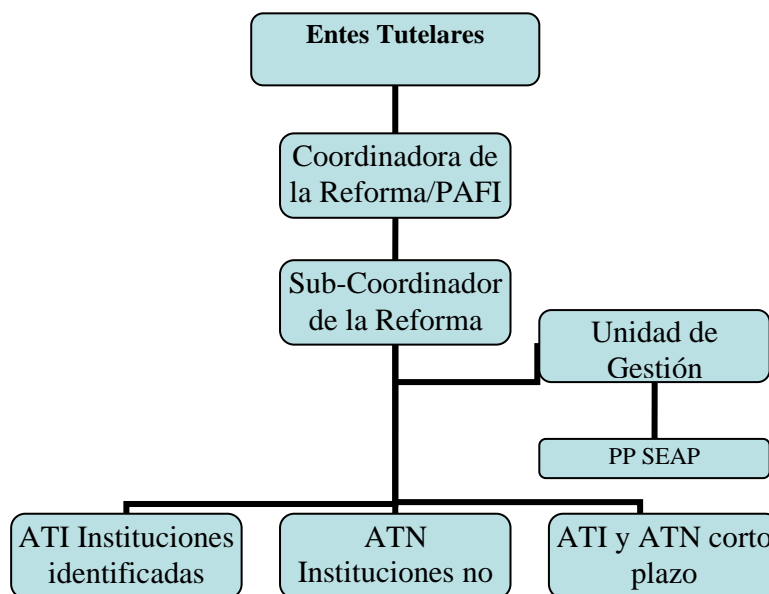 Entes Tutelares
Coordinadora de
la Reforma/PAFI
Sub-Coordinador
de la Reforma
Unidad de
Gestión
PP SEAP
ATI Instituciones
identificadas
ATN
Instituciones no
ATI y ATN corto
plazo